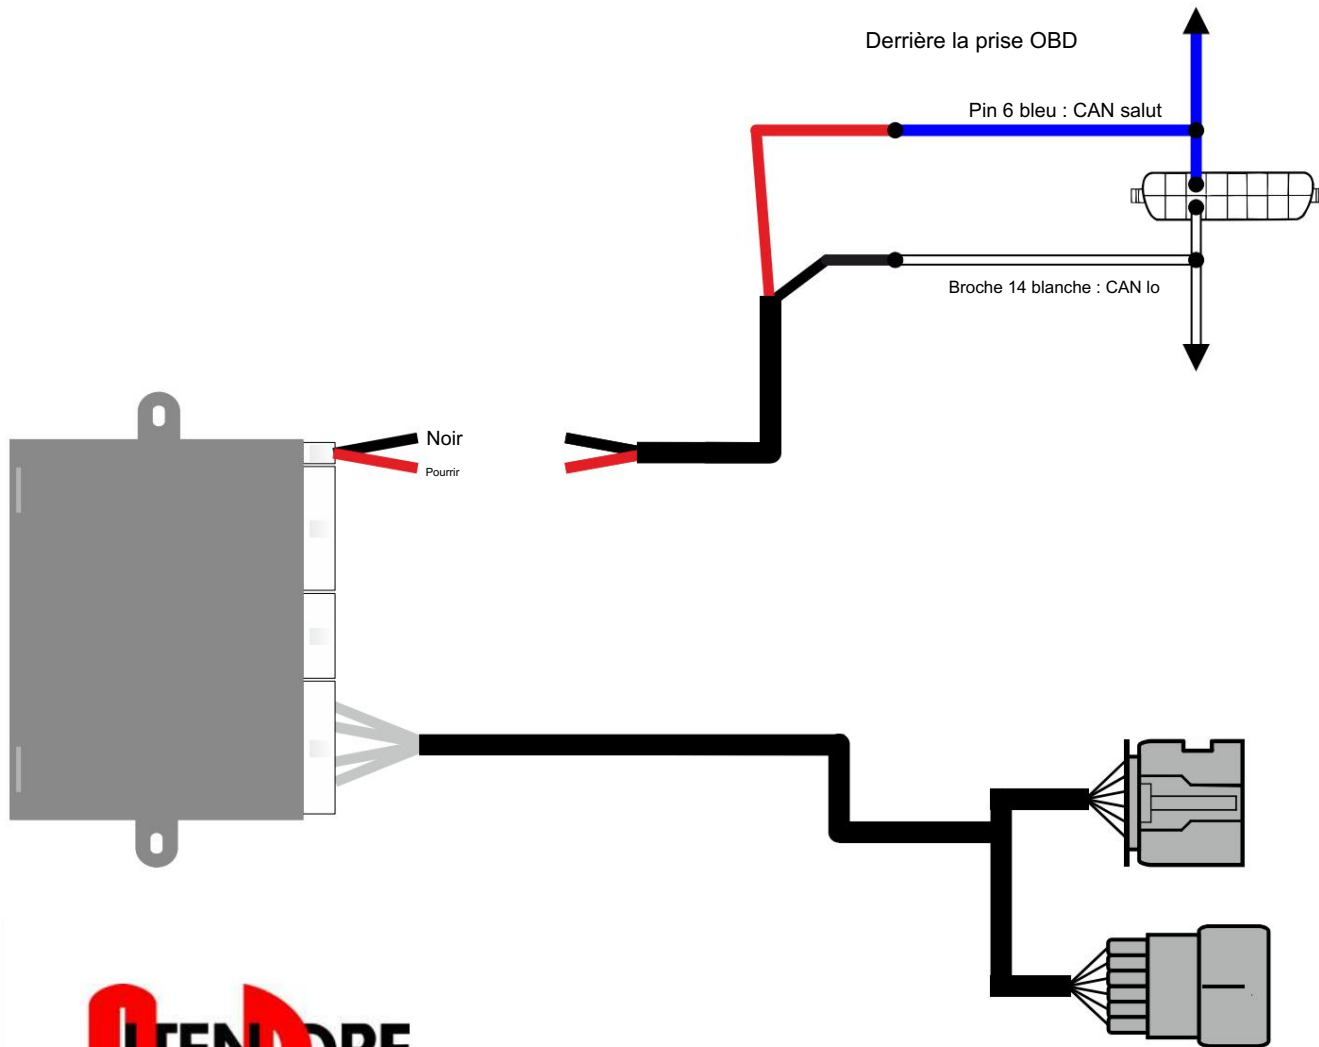 Derrière la prise OBD
Pin 6 bleu : CAN salut
Broche 14 blanche : CAN lo
Noir
Pourrir